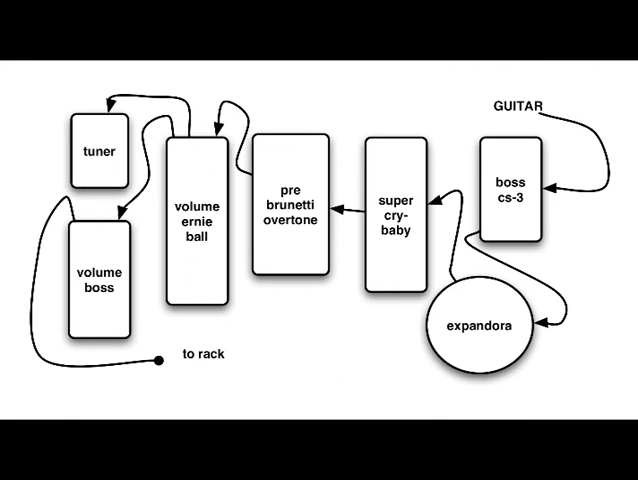 GUITAR
boss
cs-3
expandora
super
cry-
baby
pre
brunetti
overtone
volume
ernie
ball
tuner
volume
boss
to rack